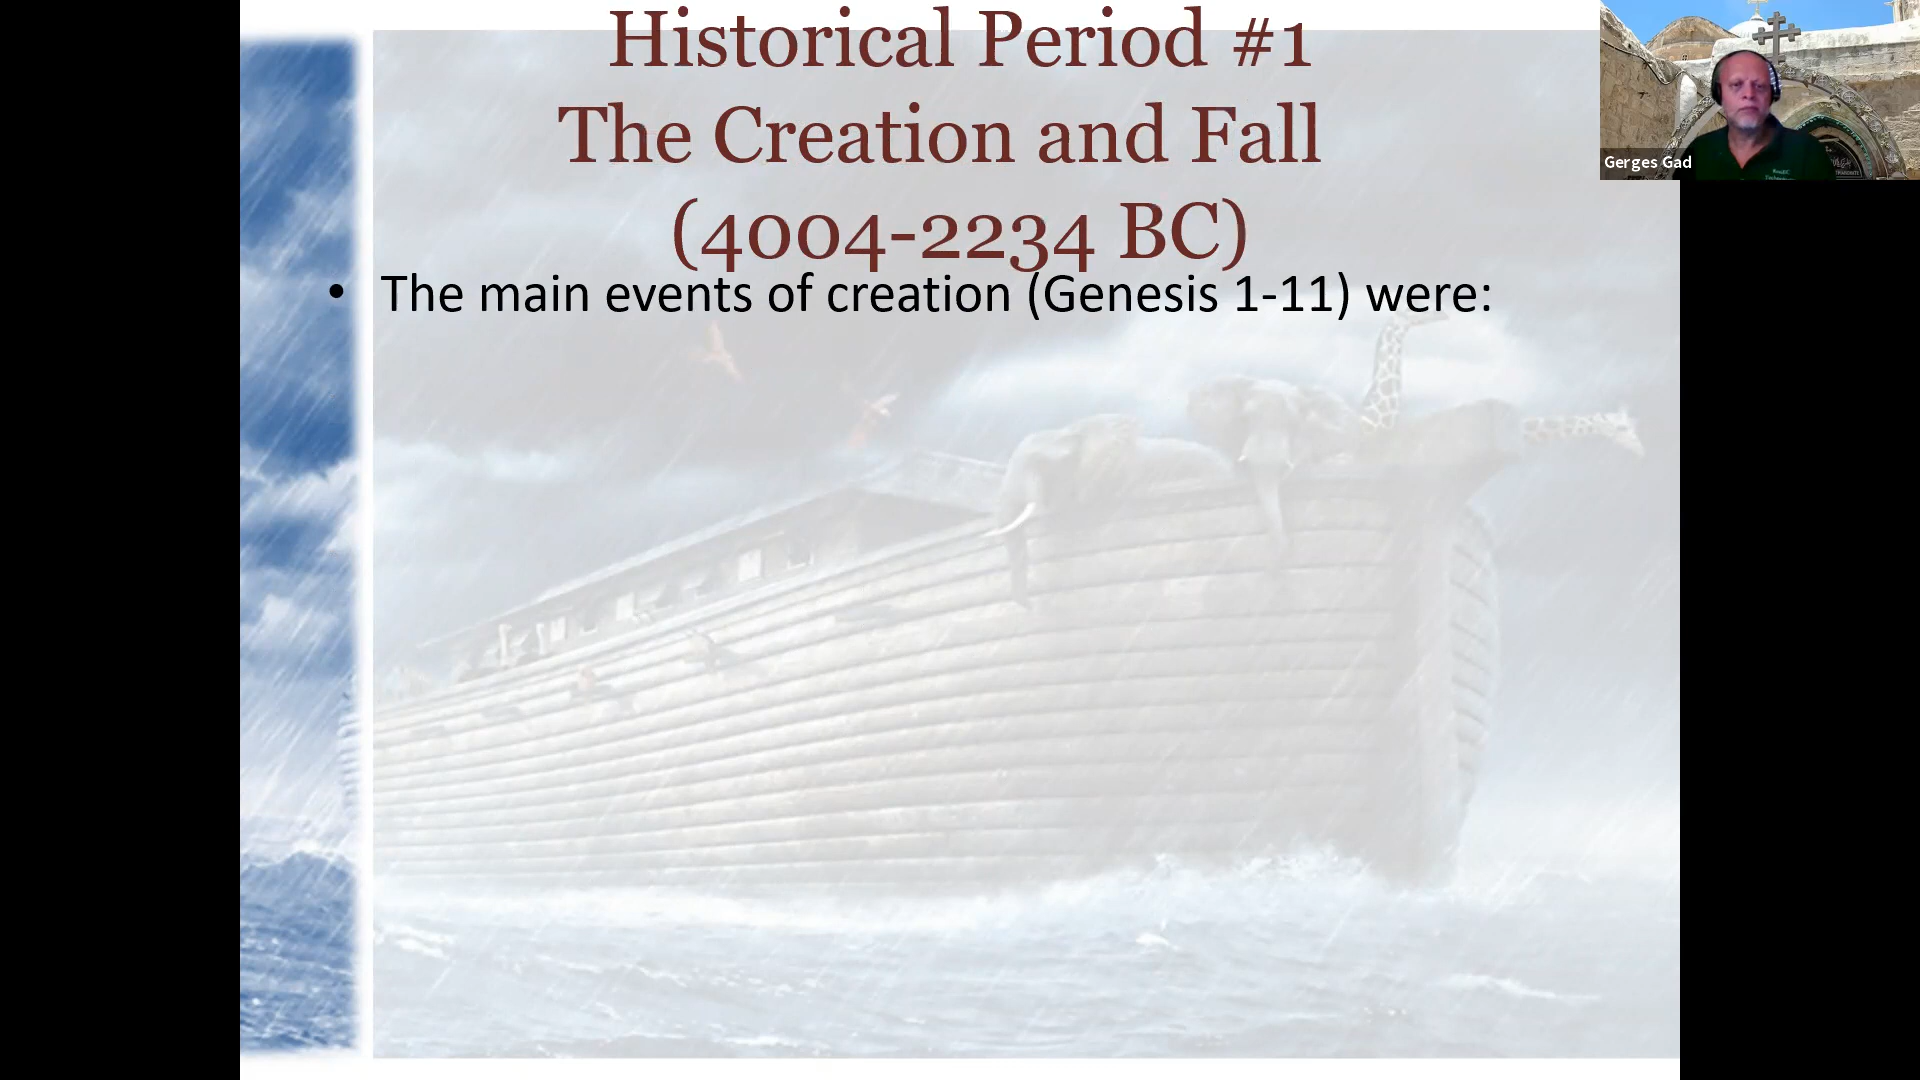 Historical Period #1
The Creation and Fall
(4004-2234 BC)
• The main events of creation (Genesis 1-11) were:
Gerges Gad